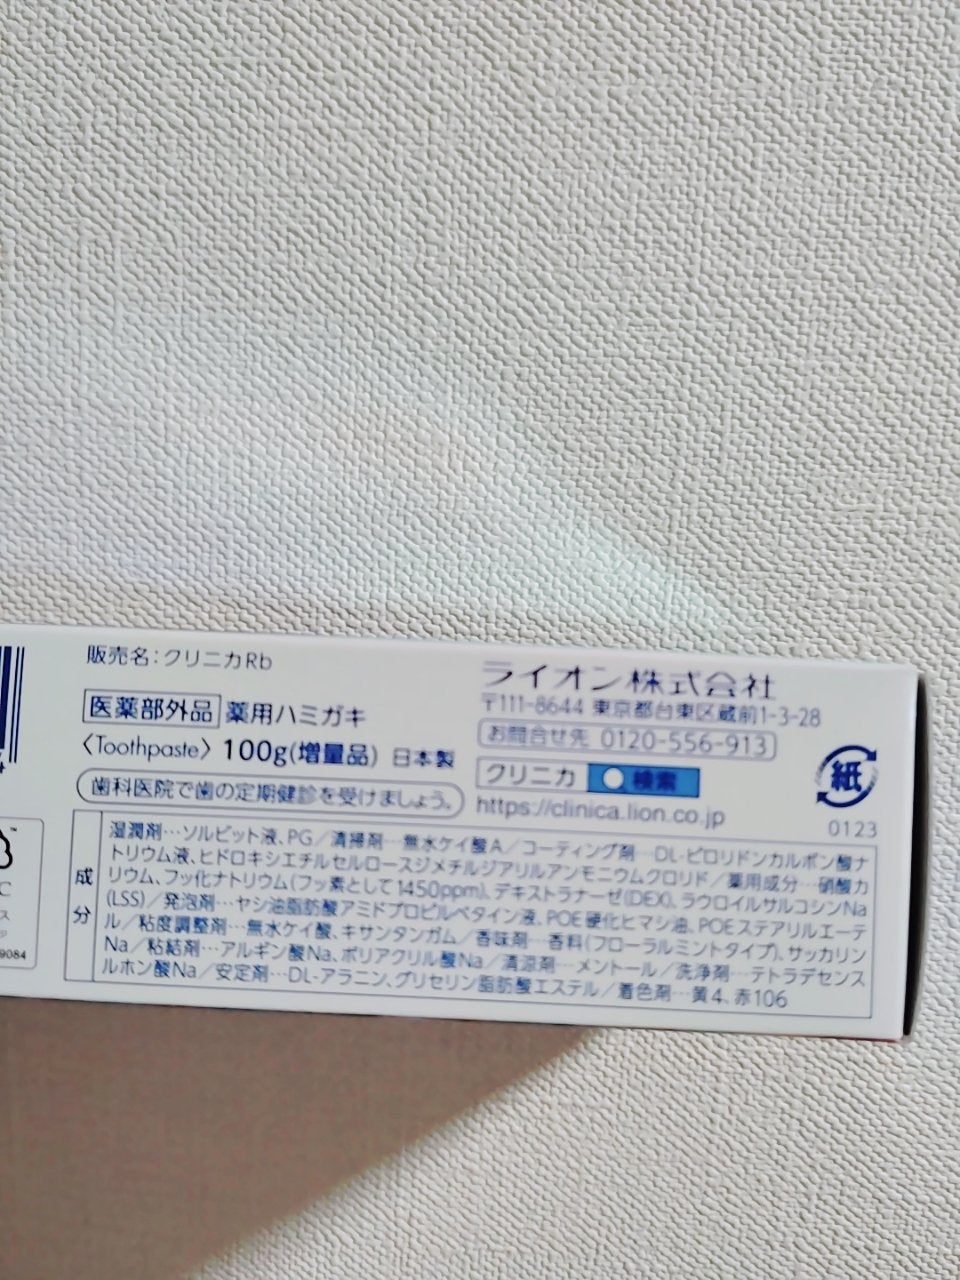 販売名:クリニカRb
医薬部外品 薬用ハミガキ
〈Toothpaste〉100g(増量品) 日本製
歯科医院で歯の定期健診を受けましょう。
ライオン株式会社
〒111-8644 東京都台東区蔵前1-3-28
お問合せ先 0120-556-913
クリニカ 検索
https://clinica.lion.co.jp
紙
0123
9084
成分
湿潤剤…ソルビット液、PG/清掃剤…無水ケイ酸A/コーティング剤…DL-ピロリドンカルボン酸ナ
トリウム液、ヒドロキシエチルセルロースジメチルジアリルアンモニウムクロリド/薬用成分…硝酸カ
リウム、フッ化ナトリウム(フッ素として1450ppm)、デキストラナーゼ(DEX)、ラウロイルサルコシンNa
(LSS)/発泡剤…ヤシ油脂肪酸アミドプロピルベタイン液、POE硬化ヒマシ油、POEステアリルエーテ
ル/粘度調整剤…無水ケイ酸、キサンタンガム/香味剤…香料(フローラルミントタイプ)、サッカリン
Na/粘結剤…アルギン酸Na、ポリアクリル酸Na/清涼剤…メントール/洗浄剤…テトラデセンス
ルホン酸Na/安定剤…DL-アラニン、グリセリン脂肪酸エステル/着色剤…黄4、赤106